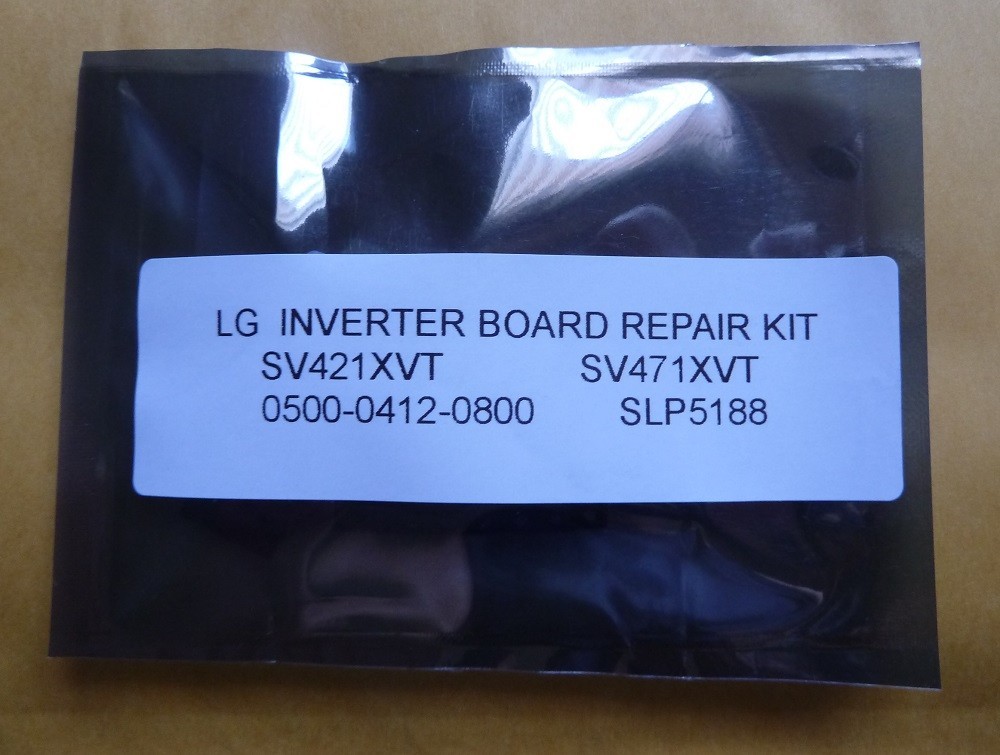 LG INVERTER BOARD REPAIR KIT
SV421XVT SV471XVT
0500-0412-0800 SLP5188